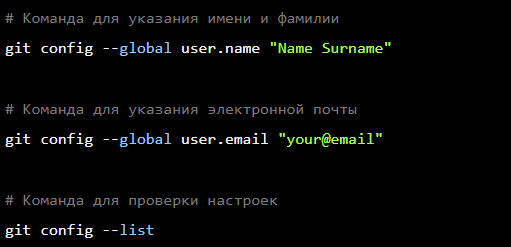 # Команда для указания имени и фамилии
git config --global user.name "Name Surname"
# Команда для указания электронной почты
git config --global user.email "your@email"
# Команда для проверки настроек
git config --list